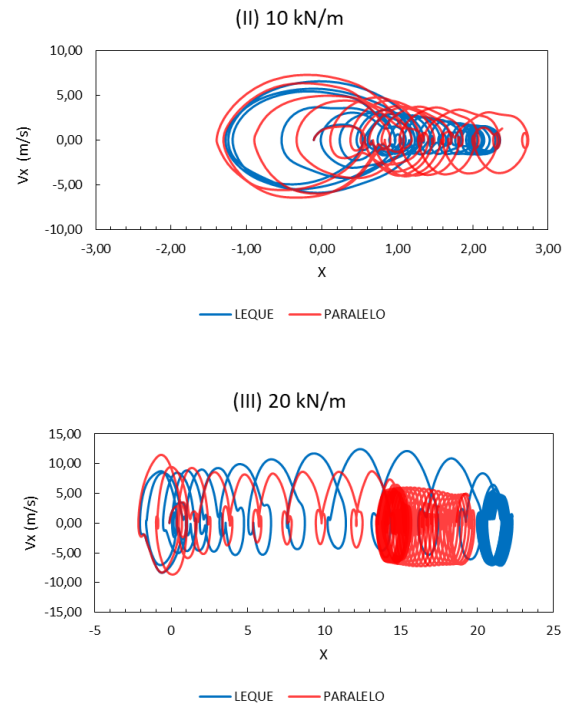 (II) 10 kN/m
10,00
5,00
0,00
-5,00
-10,00
Vx (m/s)
-3,00 -2,00 -1,00 0,00 1,00 2,00 3,00
X
LEQUE PARALELO
(III) 20 kN/m
15,00
10,00
5,00
0,00
-5,00
-10,00
-15,00
Vx (m/s)
-5 0 5 10 15 20 25
X
LEQUE PARALELO